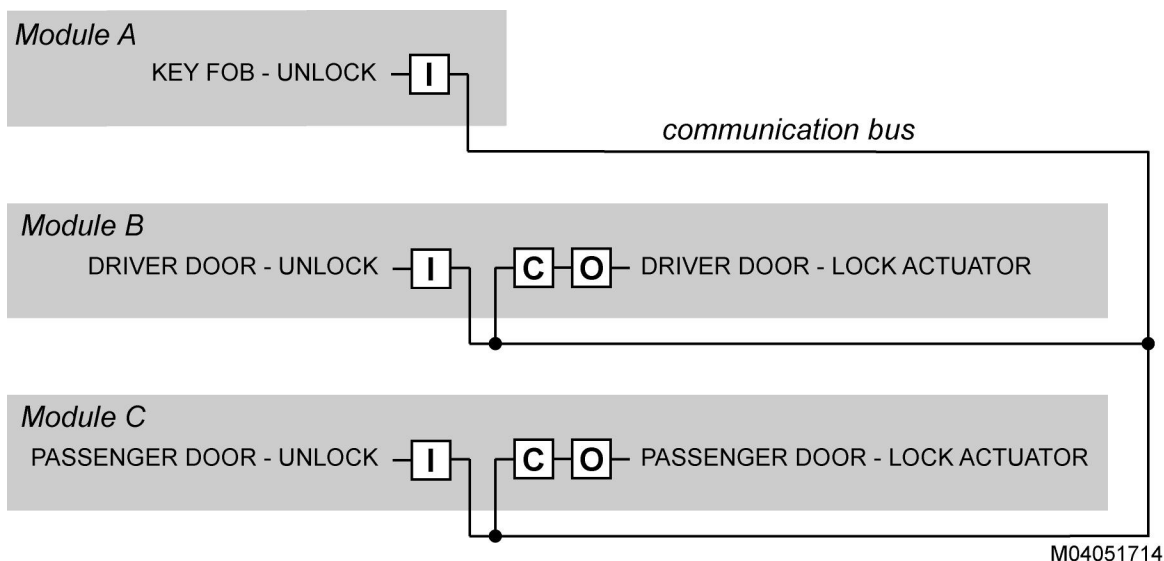 Module A
KEY FOB - UNLOCK I
communication bus
Module B
DRIVER DOOR - UNLOCK I C O DRIVER DOOR - LOCK ACTUATOR
Module C
PASSENGER DOOR - UNLOCK I C O PASSENGER DOOR - LOCK ACTUATOR
M04051714